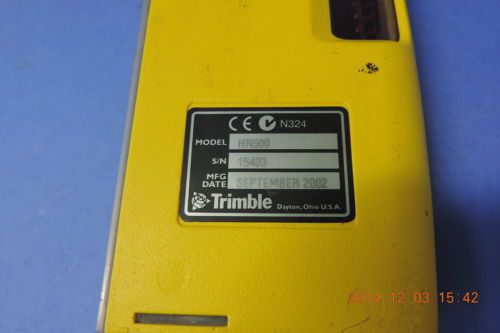 CE N324
MODEL HR500
S/N 15403
MFG DATE SEPTEMBER 2002
Trimble Dayton, Ohio U.S.A.
2014.12.03 15:42